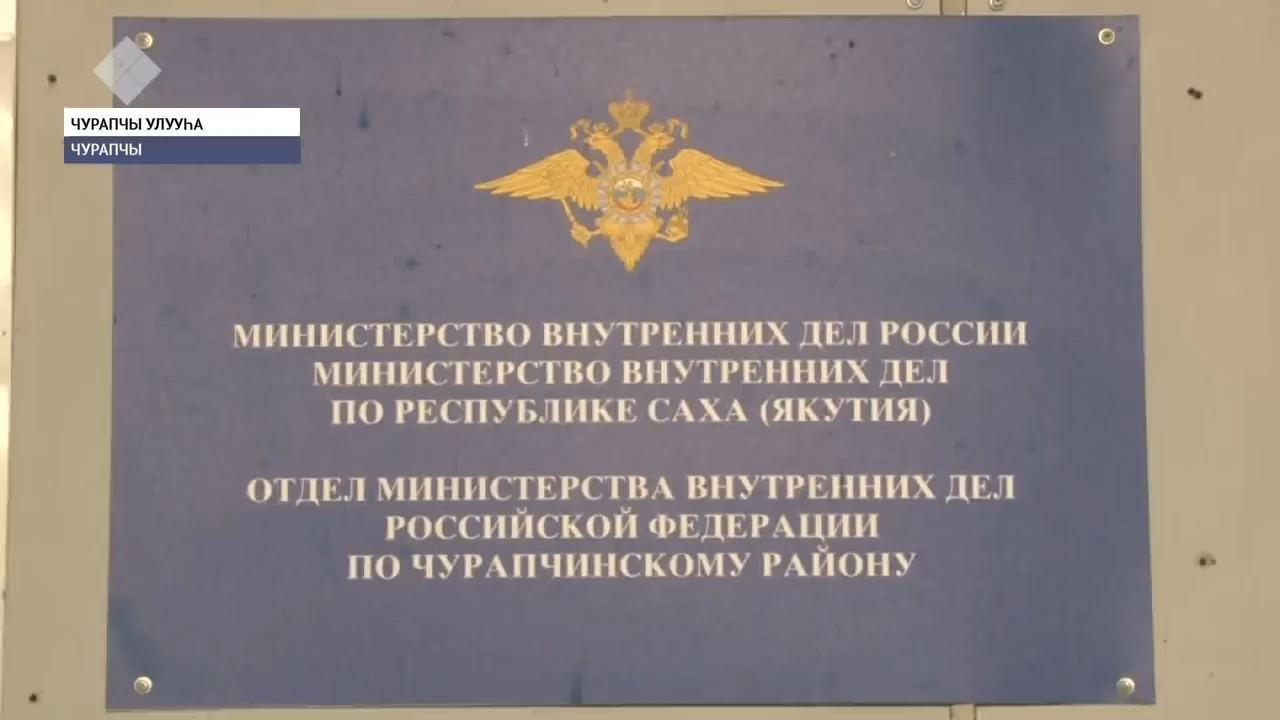 ЧУРАПЧЫ УЛУУҺА
ЧУРАПЧЫ
МИНИСТЕРСТВО ВНУТРЕННИХ ДЕЛ РОССИИ
МИНИСТЕРСТВО ВНУТРЕННИХ ДЕЛ
ПО РЕСПУБЛИКЕ САХА (ЯКУТИЯ)
ОТДЕЛ МИНИСТЕРСТВА ВНУТРЕННИХ ДЕЛ
РОССИЙСКОЙ ФЕДЕРАЦИИ
ПО ЧУРАПЧИНСКОМУ РАЙОНУ